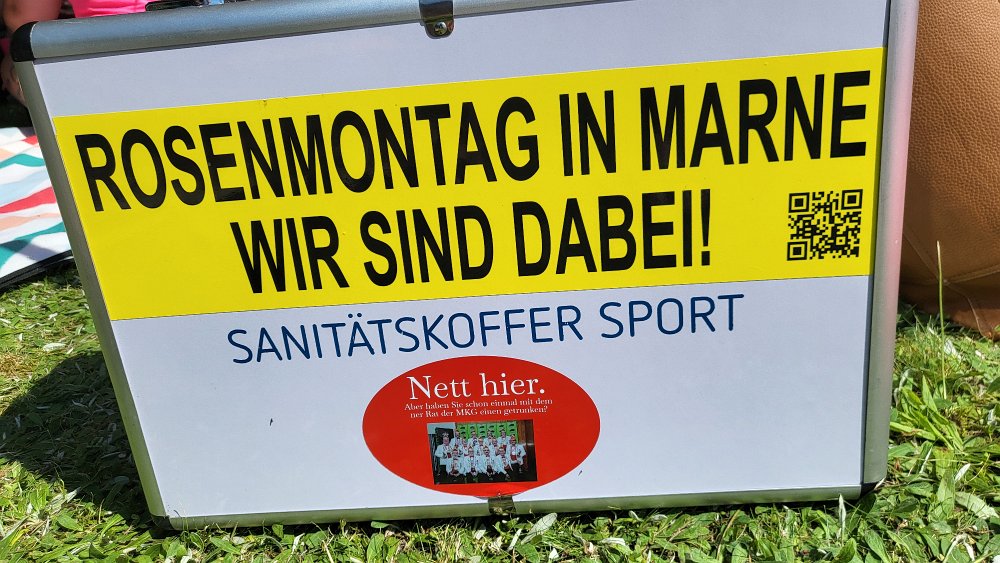 ROSENMONTAG IN MARNE
WIR SIND DABEI!
SANITÄTSKOFFER SPORT
Nett hier.
Aber haben Sie schon einmal mit dem
ner Rat der MKG einen getrunken?